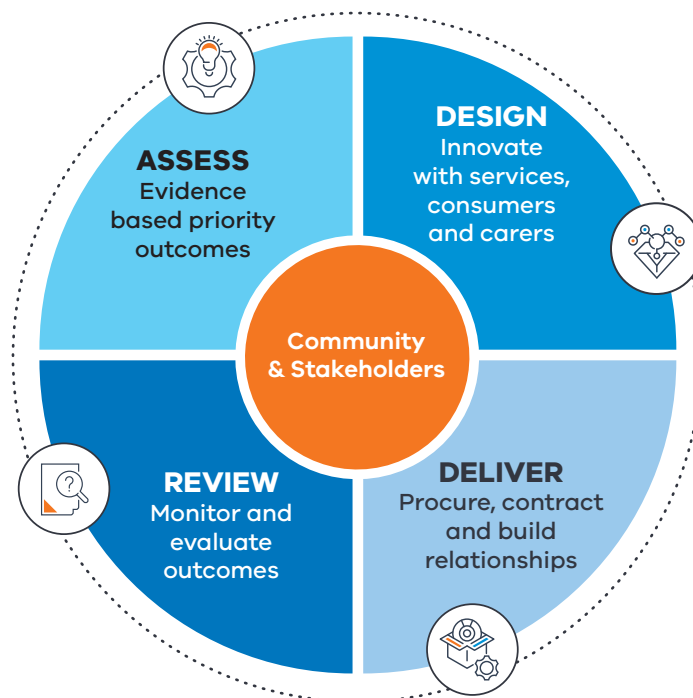 ASSESS
Evidence
based priority
outcomes
DESIGN
Innovate
with services,
consumers
and carers
Community
& Stakeholders
REVIEW
Monitor and
evaluate
outcomes
DELIVER
Procure, contract
and build
relationships
?